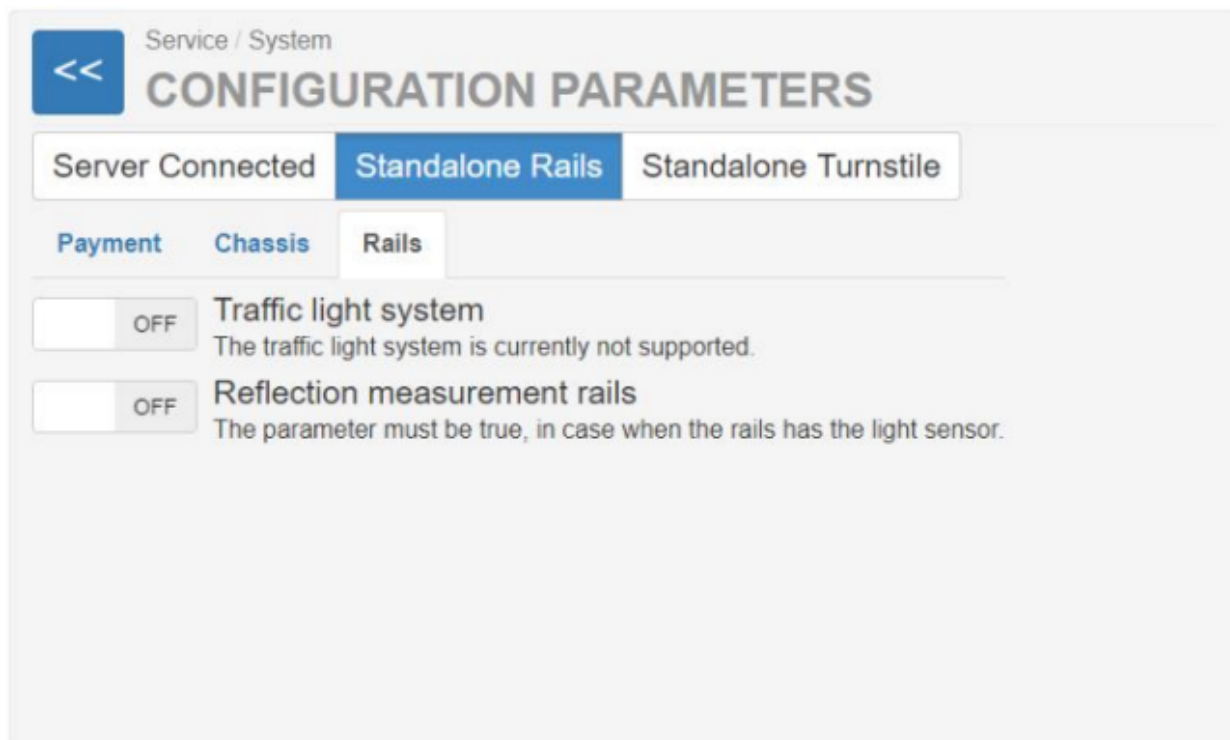 <<
Service / System
CONFIGURATION PARAMETERS
Server Connected Standalone Rails Standalone Turnstile
Payment Chassis Rails
OFF Traffic light system
The traffic light system is currently not supported.
OFF Reflection measurement rails
The parameter must be true, in case when the rails has the light sensor.